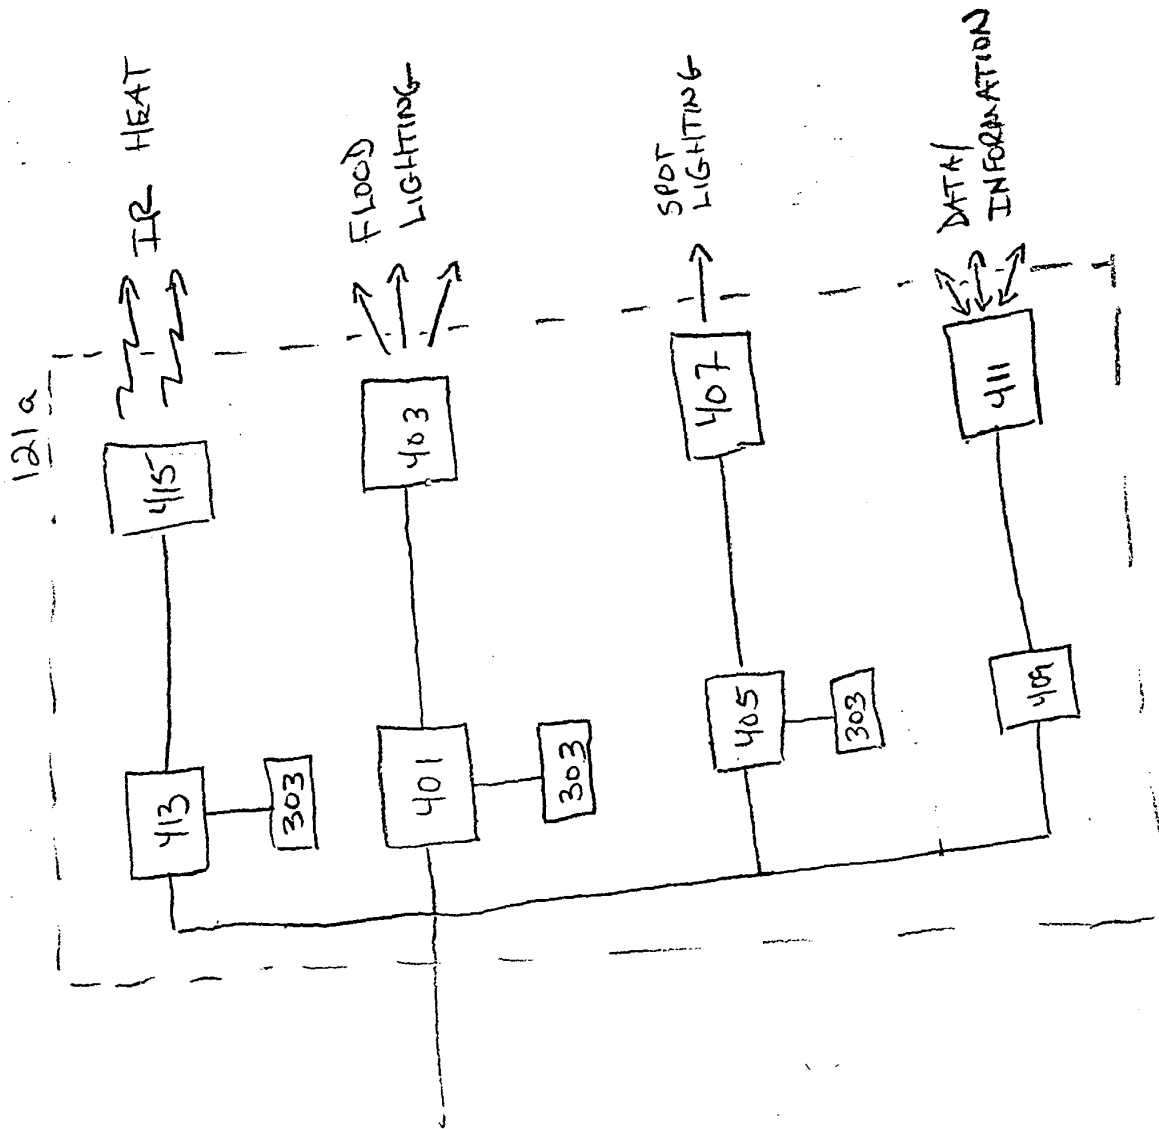 121a
415
IR HEAT
413
303
403
FLOOD
LIGHTING
401
303
407
SPOT
LIGHTING
405
303
411
DATA/
INFORMATION
409